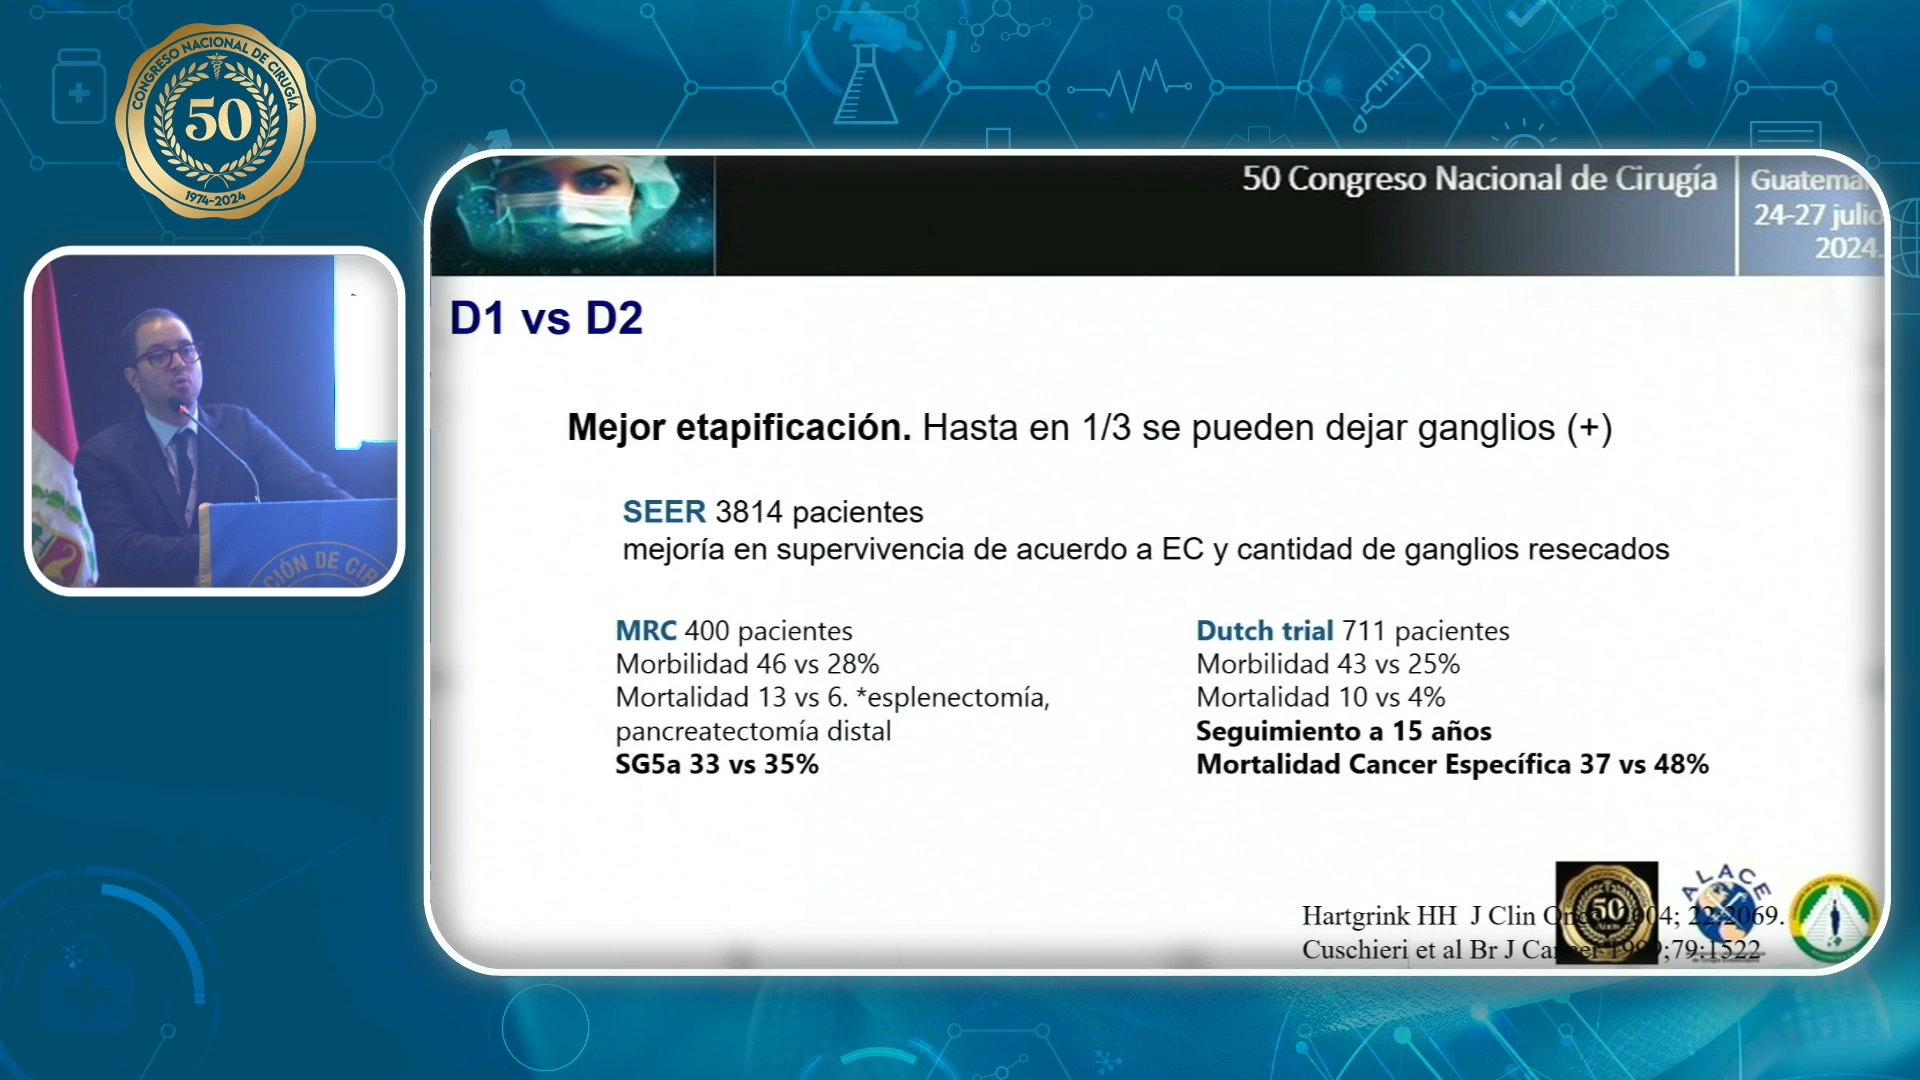 CONGRESO NACIONAL DE CIRUGÍA
50
1974-2024
50 Congreso Nacional de Cirugía
24-27 julio
2024.
D1 vs D2
Mejor etapificación. Hasta en 1/3 se pueden dejar ganglios (+)
SEER 3814 pacientes
mejoría en supervivencia de acuerdo a EC y cantidad de ganglios resecados
MRC 400 pacientes
Morbilidad 46 vs 28%
Mortalidad 13 vs 6. *esplenectomía,
pancreatectomía distal
SG5a 33 vs 35%
Dutch trial 711 pacientes
Morbilidad 43 vs 25%
Mortalidad 10 vs 4%
Seguimiento a 15 años
Mortalidad Cancer Específica 37 vs 48%
Hartgrink HH J Clin
Cuschieri et al Br J
50
ALACE